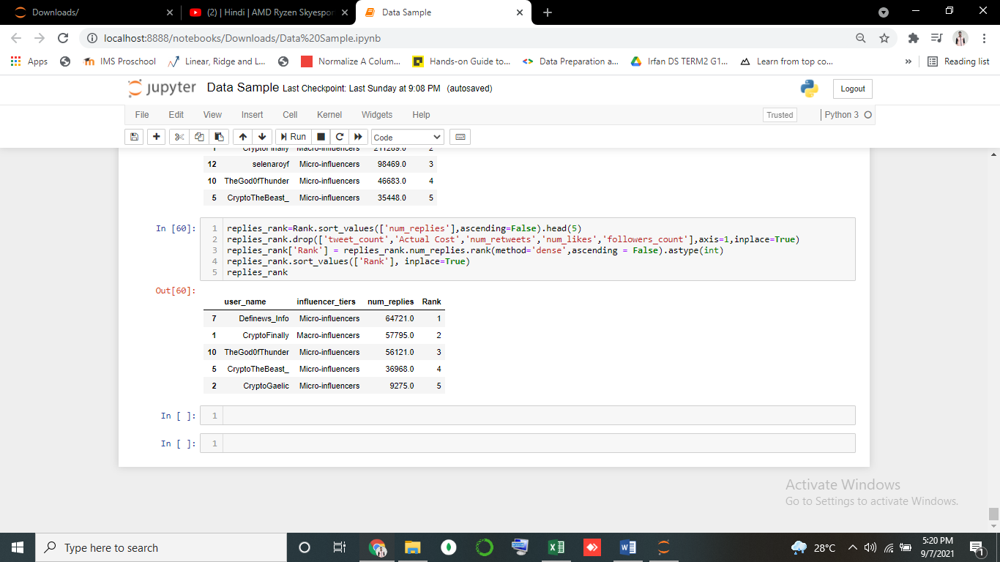 Downloads/
(2) | Hindi | AMD Ryzen Skyespor
Data Sample
localhost:8888/notebooks/Downloads/Data%20Sample.ipynb
Apps
IMS Proschool
Linear, Ridge and L...
Normalize A Colum...
Hands-on Guide to...
Data Preparation a...
Irfan DS TERM2 G1...
Learn from top co...
»
Reading list
jupyter Data Sample Last Checkpoint: Last Sunday at 9:08 PM (autosaved)
Logout
File Edit View Insert Cell Kernel Widgets Help
Trusted
Python 3
Run
Code
1 CryptoFinally Macro-influencers 211289.0 2
12 selenaroyf Micro-influencers 98469.0 3
10 TheGod0fThunder Micro-influencers 46683.0 4
5 CryptoTheBeast_ Micro-influencers 35448.0 5
In [60]:
1 replies_rank=Rank.sort_values(['num_replies'],ascending=False).head(5)
2 replies_rank.drop(['tweet_count','Actual Cost','num_retweets','num_likes','followers_count'],axis=1,inplace=True)
3 replies_rank['Rank'] = replies_rank.num_replies.rank(method='dense',ascending = False).astype(int)
4 replies_rank.sort_values(['Rank'], inplace=True)
5 replies_rank
Out[60]:
user_name influencer_tiers num_replies Rank
7 Definews_Info Micro-influencers 64721.0 1
1 CryptoFinally Macro-influencers 57795.0 2
10 TheGod0fThunder Micro-influencers 56121.0 3
5 CryptoTheBeast_ Micro-influencers 36968.0 4
2 CryptoGaelic Micro-influencers 9275.0 5
In [ ]: 1
In [ ]: 1
Activate Windows
Go to Settings to activate Windows.
Type here to search
28°C
5:20 PM
9/7/2021
1